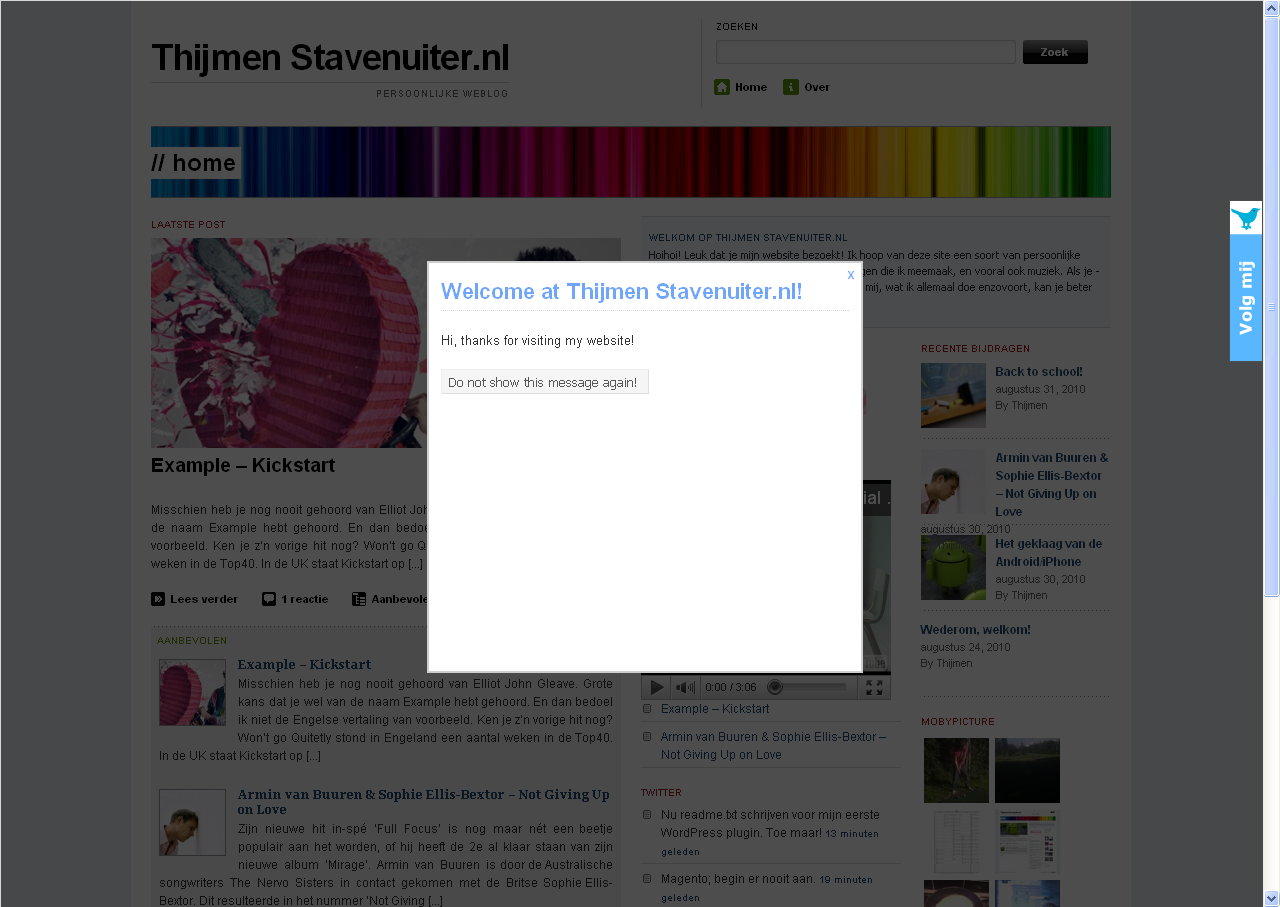 Thijmen Stavenuiter.nl
PERSOONLIJKE WEBLOG
ZOEKEN
Zoek
Home
Over
// home
LAATSTE POST
WELKOM OP THIJMEN STAVENUITER.NL
Hoihoi! Leuk dat je mijn website bezoekt! Ik hoop van deze site een soort van persoonlijke
gen die ik meemaak, en vooral ook muziek. Als je -
mij, wat ik allemaal doe enzovoort, kan je beter
Volg mij
x
Welcome at Thijmen Stavenuiter.nl!
Hi, thanks for visiting my website!
Do not show this message again!
Example – Kickstart
Misschien heb je nog nooit gehoord van Elliot Joh
de naam Example hebt gehoord. En dan bedoe
voorbeeld. Ken je z'n vorige hit nog? Won't go Q
weken in de Top40. In de UK staat Kickstart op [...]
Lees verder
1 reactie
Aanbevole
AANBEVOLEN
Example – Kickstart
Misschien heb je nog nooit gehoord van Elliot John Gleave. Grote
kans dat je wel van de naam Example hebt gehoord. En dan bedoel
ik niet de Engelse vertaling van voorbeeld. Ken je z'n vorige hit nog?
Won't go Quitetly stond in Engeland een aantal weken in de Top40.
In de UK staat Kickstart op [...]
Armin van Buuren & Sophie Ellis-Bextor – Not Giving Up
on Love
Zijn nieuwe hit in-spé 'Full Focus' is nog maar nét een beetje
populair aan het worden, of hij heeft de 2e al klaar staan van zijn
nieuwe album 'Mirage'. Armin van Buuren is door de Australische
songwriters The Nervo Sisters in contact gekomen met de Britse Sophie Ellis-
Bextor. Dit resulteerde in het nummer 'Not Giving [...]
ial ..
0:00 / 3:06
Example – Kickstart
Armin van Buuren & Sophie Ellis-Bextor –
Not Giving Up on Love
TWITTER
Nu readme.txt schrijven voor mijn eerste
WordPress plugin. Toe maar! 13 minuten
geleden
Magento; begin er nooit aan. 19 minuten
geleden
RECENTE BIJDRAGEN
Back to school!
augustus 31, 2010
By Thijmen
Armin van Buuren &
Sophie Ellis-Bextor
– Not Giving Up on
Love
augustus 30, 2010
Het geklaag van de
Android/iPhone
augustus 30, 2010
By Thijmen
Wederom, welkom!
augustus 24, 2010
By Thijmen
MOBYPICTURE